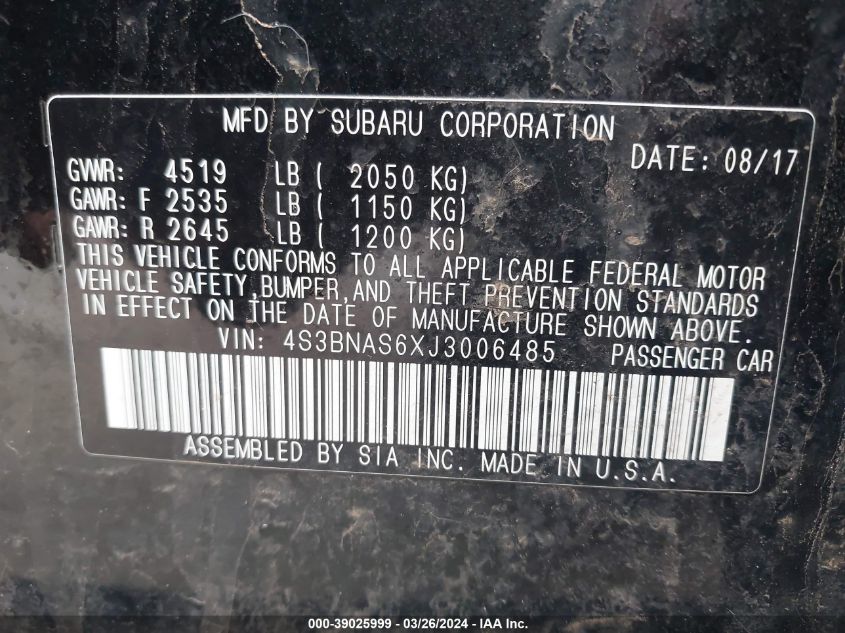 MFD BY SUBARU CORPORATION
DATE: 08/17
GVWR: 4519 LB ( 2050 KG)
GAWR: F 2535 LB ( 1150 KG)
GAWR: R 2645 LB ( 1200 KG)
THIS VEHICLE CONFORMS TO ALL APPLICABLE FEDERAL MOTOR
VEHICLE SAFETY,BUMPER,AND THEFT PREVENTION STANDARDS
IN EFFECT ON THE DATE OF MANUFACTURE SHOWN ABOVE.
VIN: 4S3BNAS6XJ3006485 PASSENGER CAR
ASSEMBLED BY SIA INC. MADE IN U.S.A.
000-39025999 - 03/26/2024 - IAA Inc.